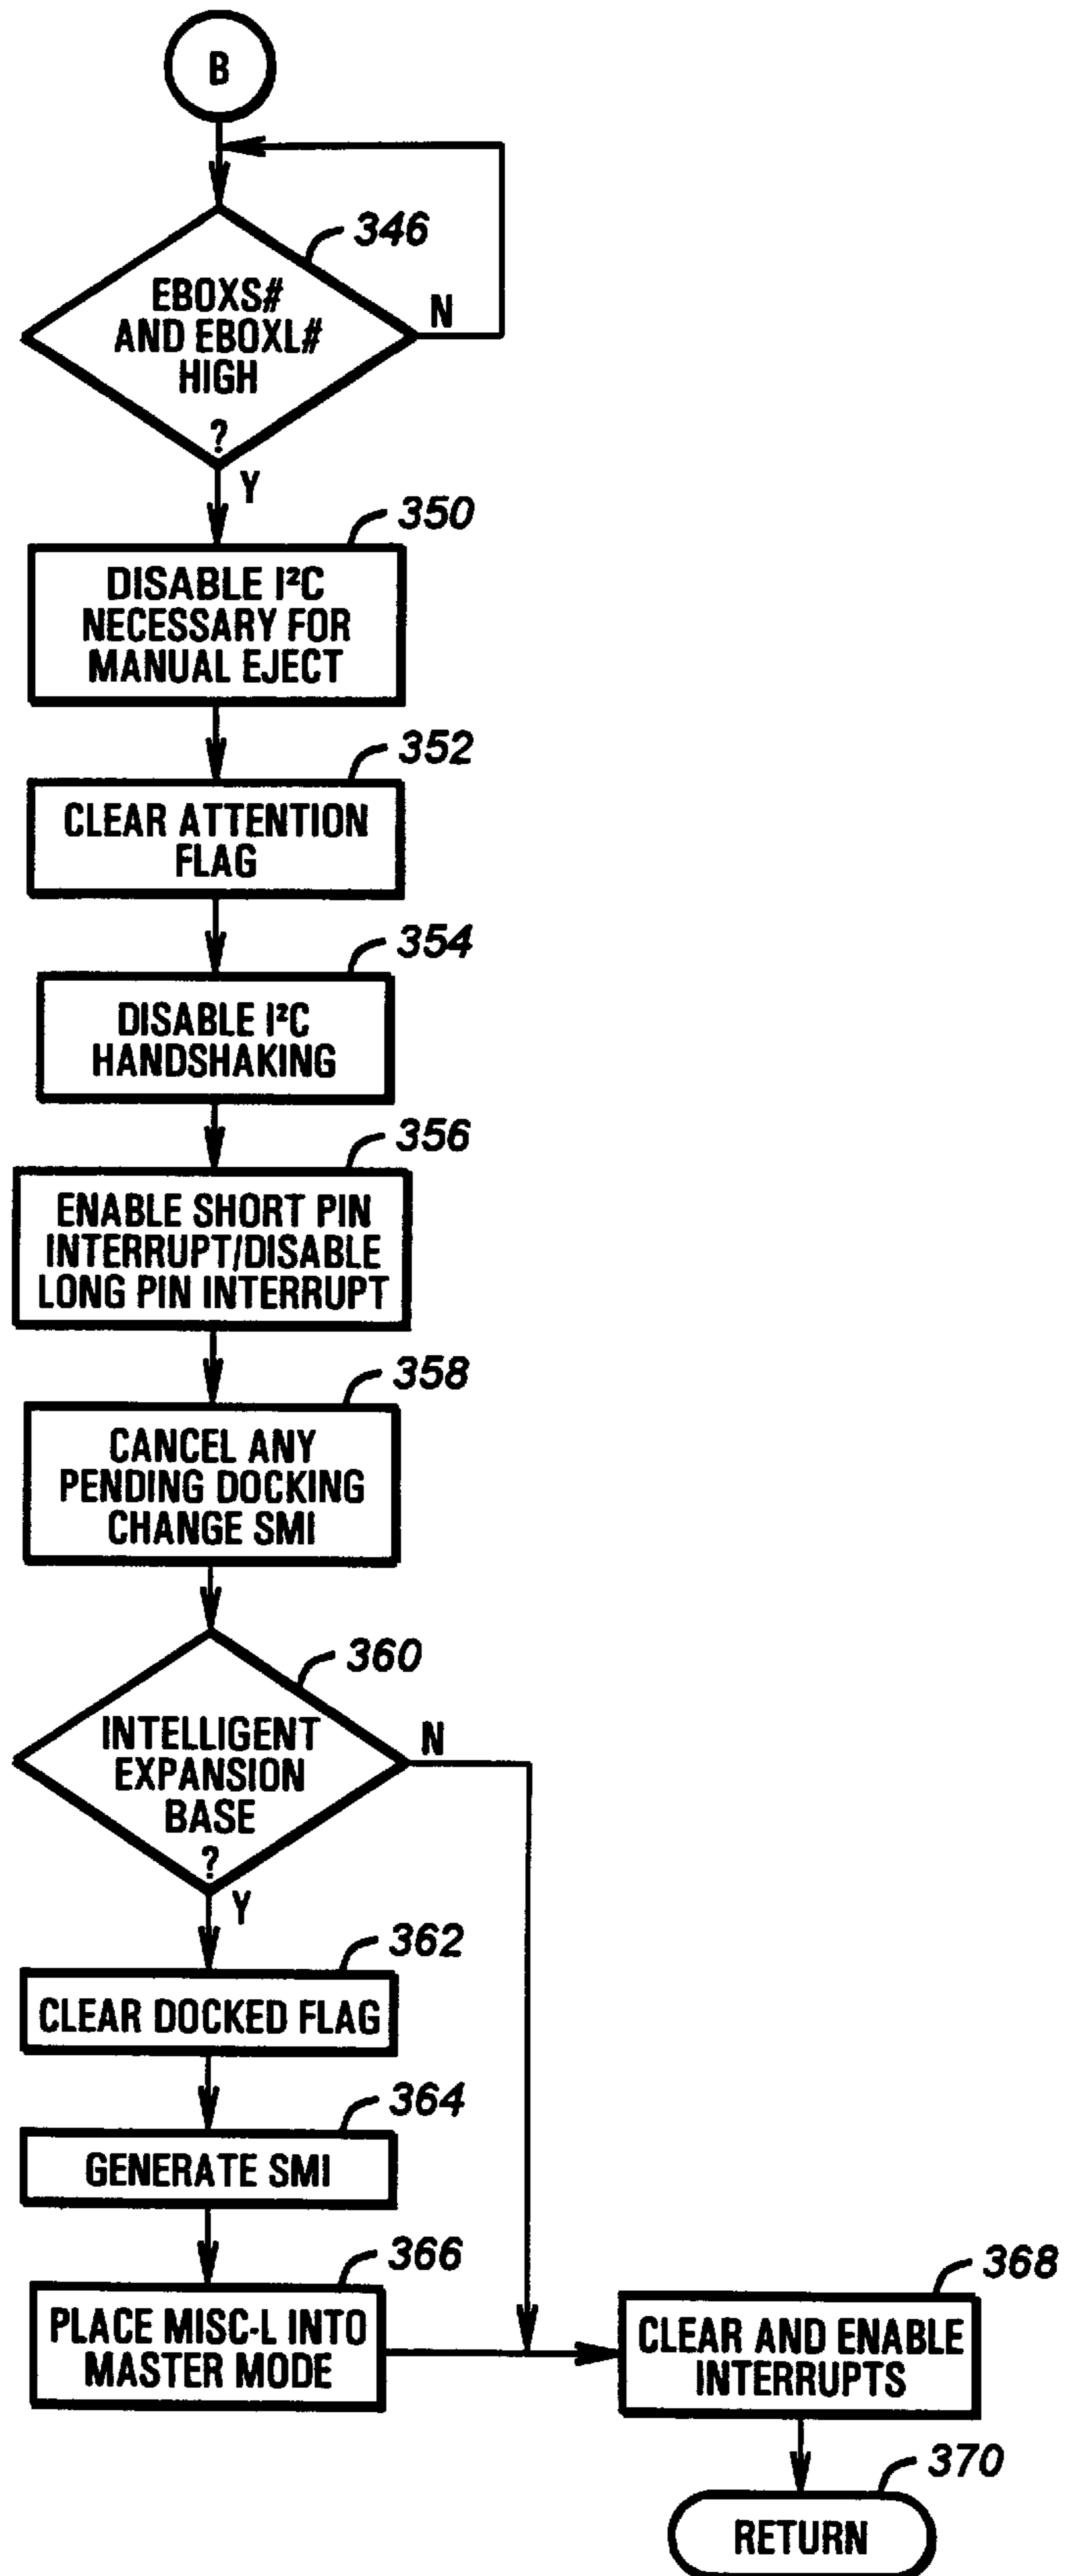 B
346
EBOXS#
AND EBOXL#
HIGH
?
N
Y
350
DISABLE I²C
NECESSARY FOR
MANUAL EJECT
352
CLEAR ATTENTION
FLAG
354
DISABLE I²C
HANDSHAKING
356
ENABLE SHORT PIN
INTERRUPT/DISABLE
LONG PIN INTERRUPT
358
CANCEL ANY
PENDING DOCKING
CHANGE SMI
360
INTELLIGENT
EXPANSION
BASE
?
N
Y
362
CLEAR DOCKED FLAG
364
GENERATE SMI
366
PLACE MISC-L INTO
MASTER MODE
368
CLEAR AND ENABLE
INTERRUPTS
370
RETURN